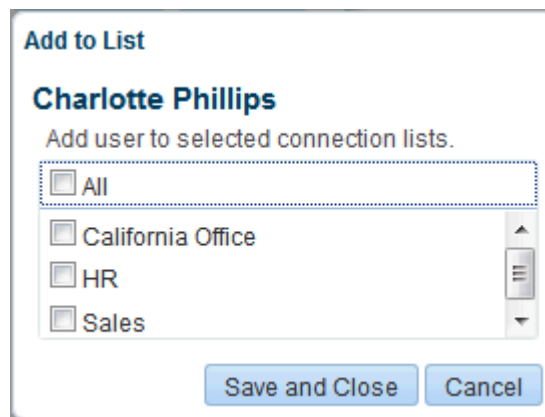 Add to List
Charlotte Phillips
Add user to selected connection lists.
All
California Office
HR
Sales
Save and Close Cancel